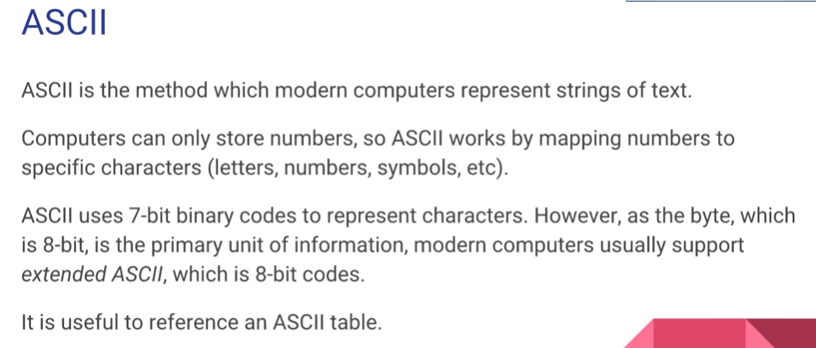 ASCII
ASCII is the method which modern computers represent strings of text.
Computers can only store numbers, so ASCII works by mapping numbers to
specific characters (letters, numbers, symbols, etc).
ASCII uses 7-bit binary codes to represent characters. However, as the byte, which
is 8-bit, is the primary unit of information, modern computers usually support
extended ASCII, which is 8-bit codes.
It is useful to reference an ASCII table.